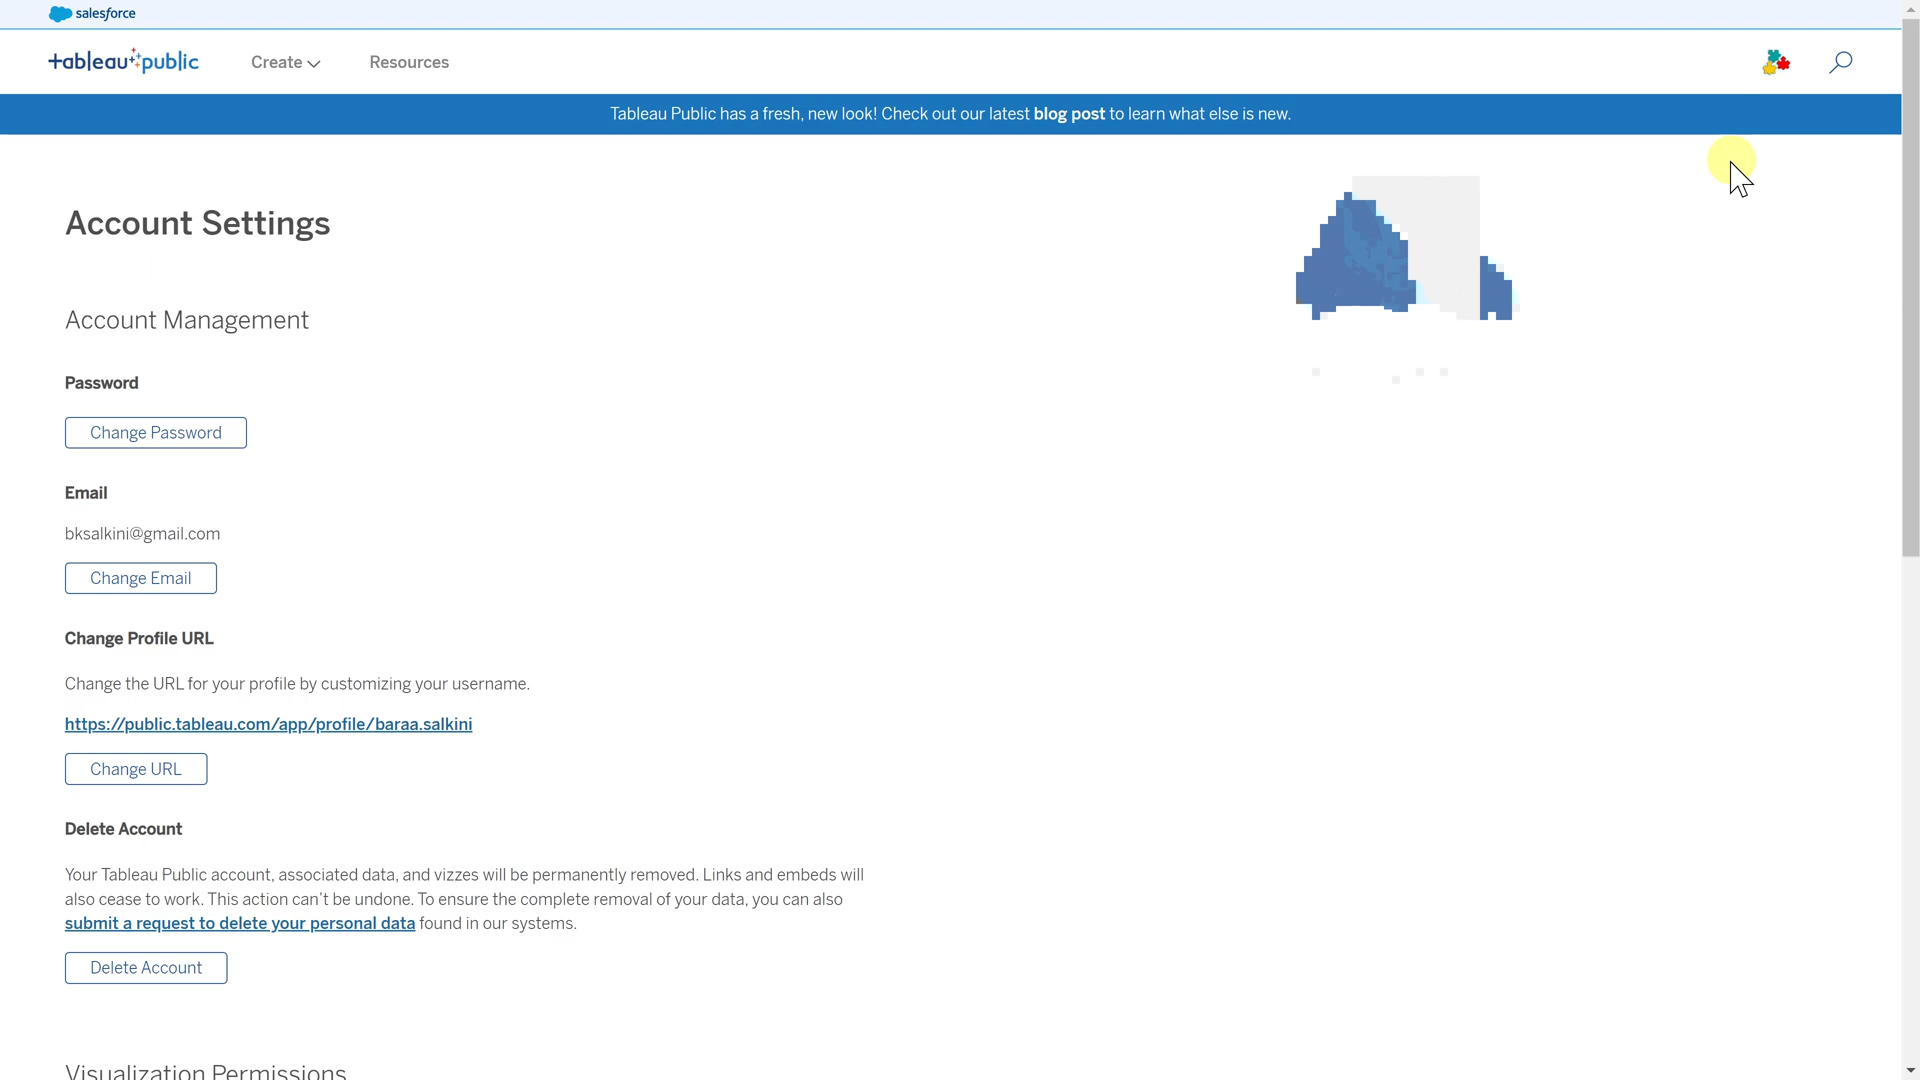 salesforce
tableau public
Create
Resources
Tableau Public has a fresh, new look! Check out our latest blog post to learn what else is new.
Account Settings
Account Management
Password
Change Password
Email
bksalkini@gmail.com
Change Email
Change Profile URL
Change the URL for your profile by customizing your username.
https://public.tableau.com/app/profile/baraa.salkini
Change URL
Delete Account
Your Tableau Public account, associated data, and vizzes will be permanently removed. Links and embeds will
also cease to work. This action can't be undone. To ensure the complete removal of your data, you can also
submit a request to delete your personal data found in our systems.
Delete Account
Visualization Permissions